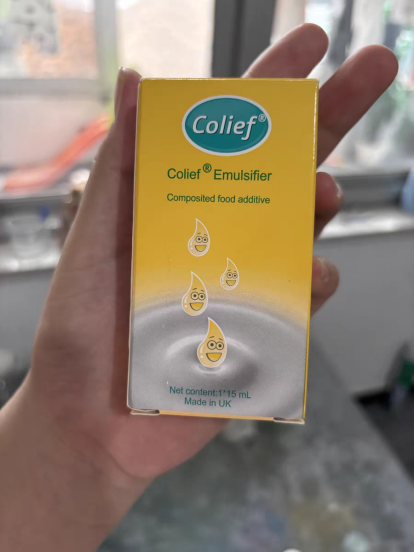 Colief®
Colief® Emulsifier
Composited food additive
Net content:1*15 mL
Made in UK